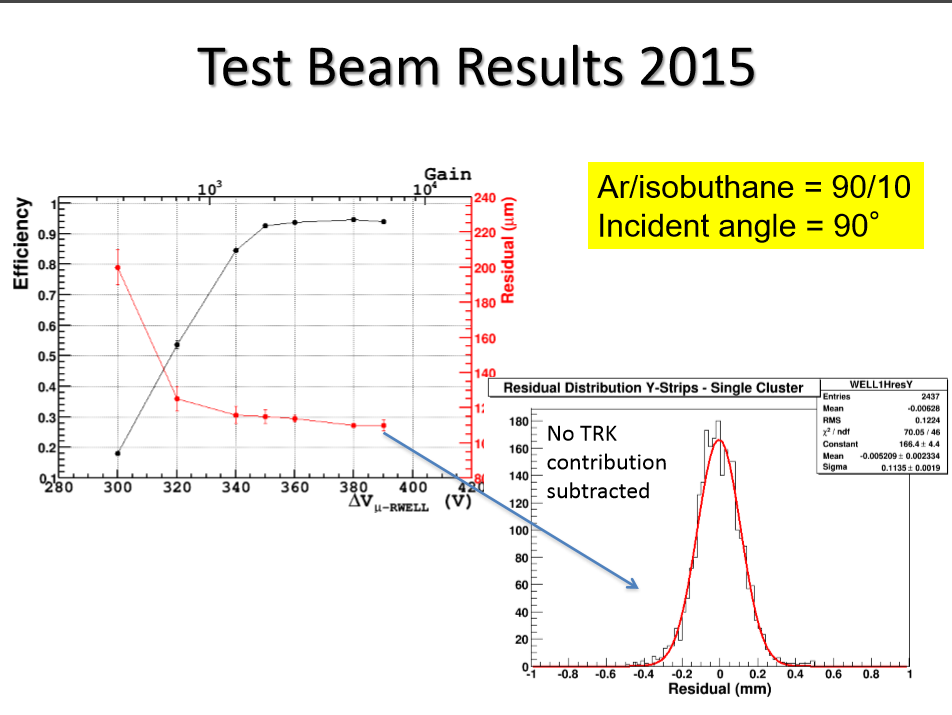 Test Beam Results 2015
Ar/isobuthane = 90/10
Incident angle = 90°
Gain
10³ 10⁴
Efficiency
1
0.9
0.8
0.7
0.6
0.5
0.4
0.3
0.2
0.1
280 300 320 340 360 380 400 420
ΔV μ-RWELL (V)
Residual (μm)
240
220
200
180
160
140
Residual Distribution Y-Strips - Single Cluster
WELL1HresY
Entries 2437
Mean -0.00628
RMS 0.1224
χ² / ndf 70.05 / 46
Constant 166.4 ± 4.4
Mean -0.005209 ± 0.002334
Sigma 0.1135 ± 0.0019
No TRK
contribution
subtracted
180
160
140
120
100
80
60
40
20
0
-1 -0.8 -0.6 -0.4 -0.2 0 0.2 0.4 0.6 0.8 1
Residual (mm)